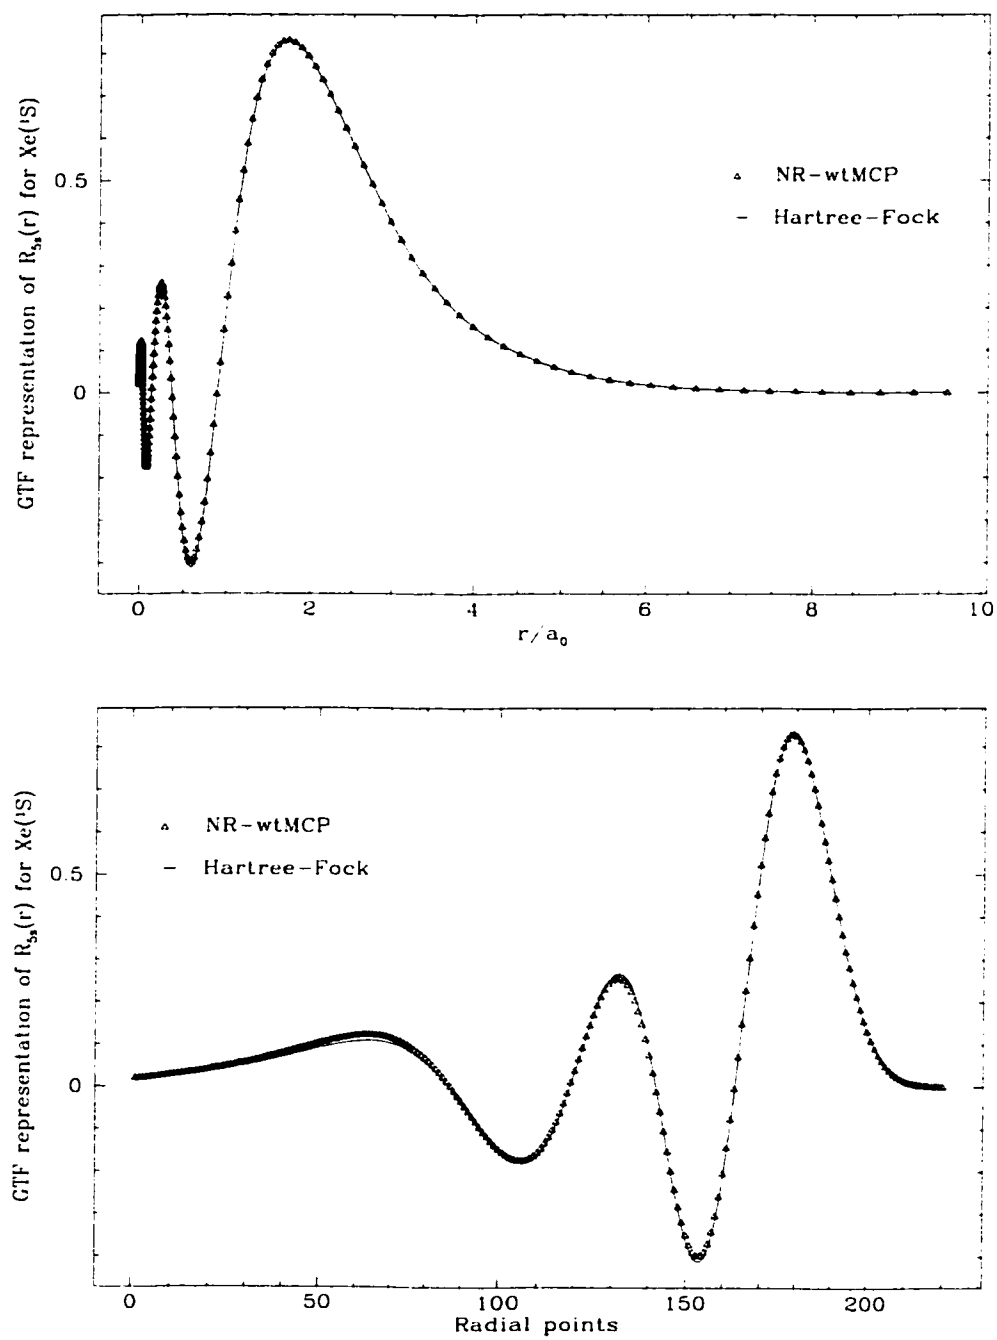 GTF representation of R₅ₛ(r) for Xe(¹S)
0.5
0
NR-wtMCP
Hartree-Fock
0
2
4
6
8
10
r/a₀
GTF representation of R₅ₛ(r) for Xe(¹S)
0.5
0
NR-wtMCP
Hartree-Fock
0
50
100
150
200
Radial points